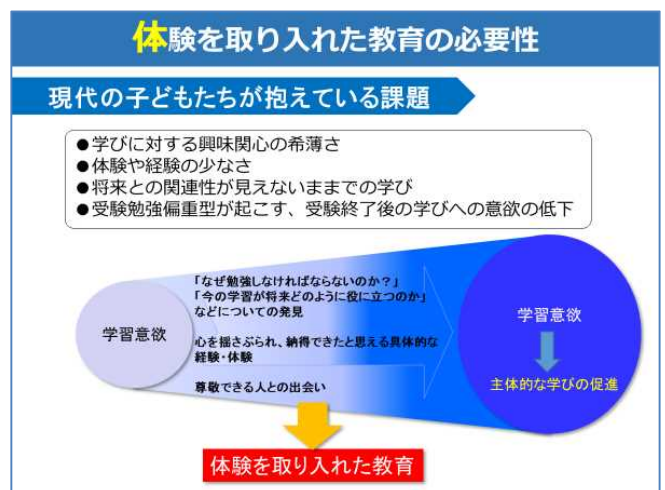 体験を取り入れた教育の必要性
現代の子どもたちが抱えている課題
●学びに対する興味関心の希薄さ
●体験や経験の少なさ
●将来との関連性が見えないままでの学び
●受験勉強偏重型が起こす、受験終了後の学びへの意欲の低下
学習意欲
「なぜ勉強しなければならないのか？」
「今の学習が将来どのように役に立つのか」
などについての発見
心を揺さぶられ、納得できたと思える具体的な
経験・体験
尊敬できる人との出会い
学習意欲
主体的な学びの促進
体験を取り入れた教育